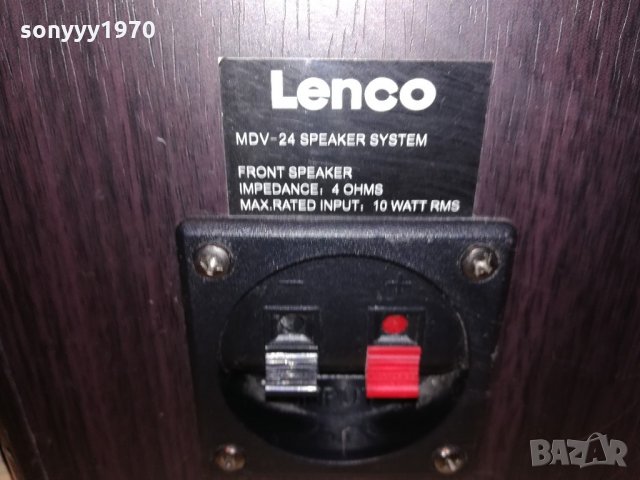 sonyyy1970
Lenco
MDV-24 SPEAKER SYSTEM
FRONT SPEAKER
IMPEDANCE: 4 OHMS
MAX.RATED INPUT: 10 WATT RMS
- +
BAZAR